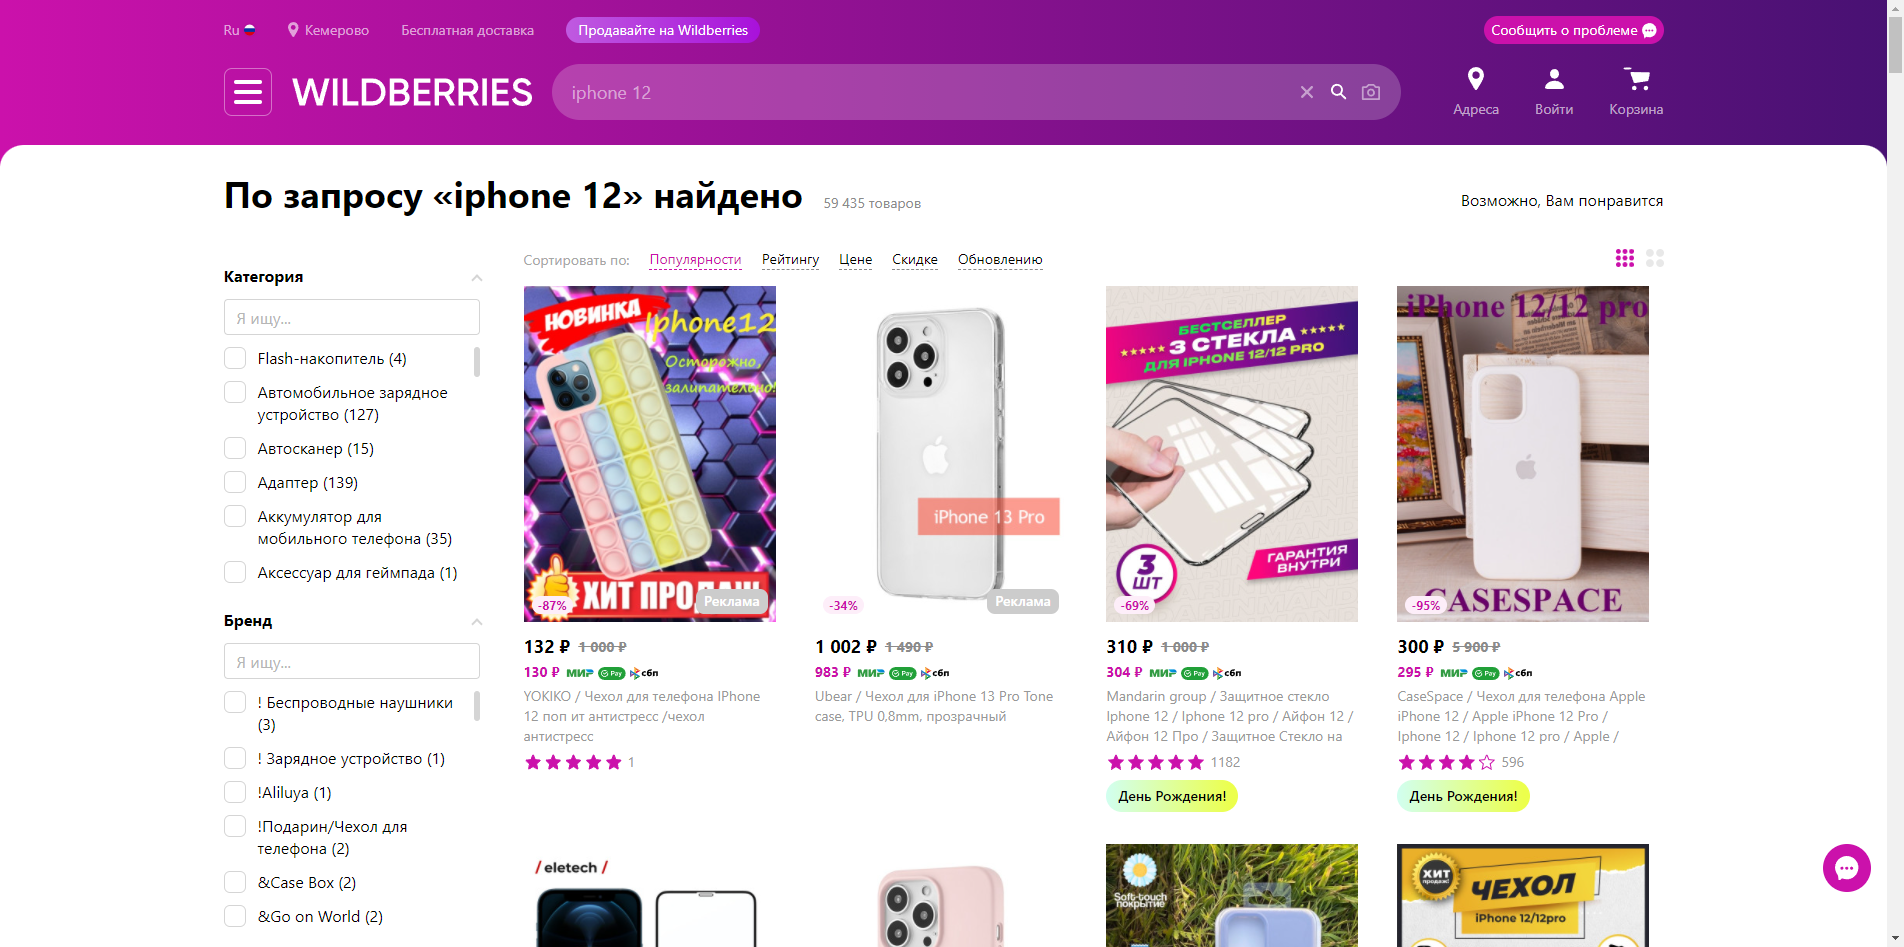 Ru
Кемерово
Бесплатная доставка
Продавайте на Wildberries
Сообщить о проблеме
WILDBERRIES
iphone 12
Адреса
Войти
Корзина
По запросу «iphone 12» найдено
59 435 товаров
Возможно, Вам понравится
Категория
Я ищу...
Flash-накопитель (4)
Автомобильное зарядное
устройство (127)
Автосканер (15)
Адаптер (139)
Аккумулятор для
мобильного телефона (35)
Аксессуар для геймпада (1)
Бренд
Я ищу...
! Беспроводные наушники
(3)
! Зарядное устройство (1)
!Aliluya (1)
!Подарин/Чехол для
телефона (2)
&Case Box (2)
&Go on World (2)
Сортировать по:
Популярности
Рейтингу
Цене
Скидке
Обновлению
НОВИНКА
Iphone12
Осторожно,
залипательно!
ХИТ ПРОДАЖ
-87%
Реклама
132 ₽ 1 000 ₽
130 ₽ МИР Pay сбп
YOKIKO / Чехол для телефона IPhone
12 поп ит антистресс /чехол
антистресс
1
iPhone 13 Pro
-34%
Реклама
1 002 ₽ 1 490 ₽
983 ₽ МИР Pay сбп
Ubear / Чехол для iPhone 13 Pro Tone
case, TPU 0,8mm, прозрачный
БЕСТСЕЛЛЕР
3 СТЕКЛА
ДЛЯ IPHONE 12/12 PRO
3
ШТ
ГАРАНТИЯ
ВНУТРИ
-69%
310 ₽ 1 000 ₽
304 ₽ МИР Pay сбп
Mandarin group / Защитное стекло
Iphone 12 / Iphone 12 pro / Айфон 12 /
Айфон 12 Про / Защитное Стекло на
1182
День Рождения!
iPhone 12/12 pro
CASESPACE
-95%
300 ₽ 5 900 ₽
295 ₽ МИР Pay сбп
CaseSpace / Чехол для телефона Apple
iPhone 12 / Apple iPhone 12 Pro /
Iphone 12 / Iphone 12 pro / Apple /
596
День Рождения!
/ eletech /
Soft-touch
покрытие
ХИТ
продаж!
ЧЕХОЛ
iPhone 12/12pro